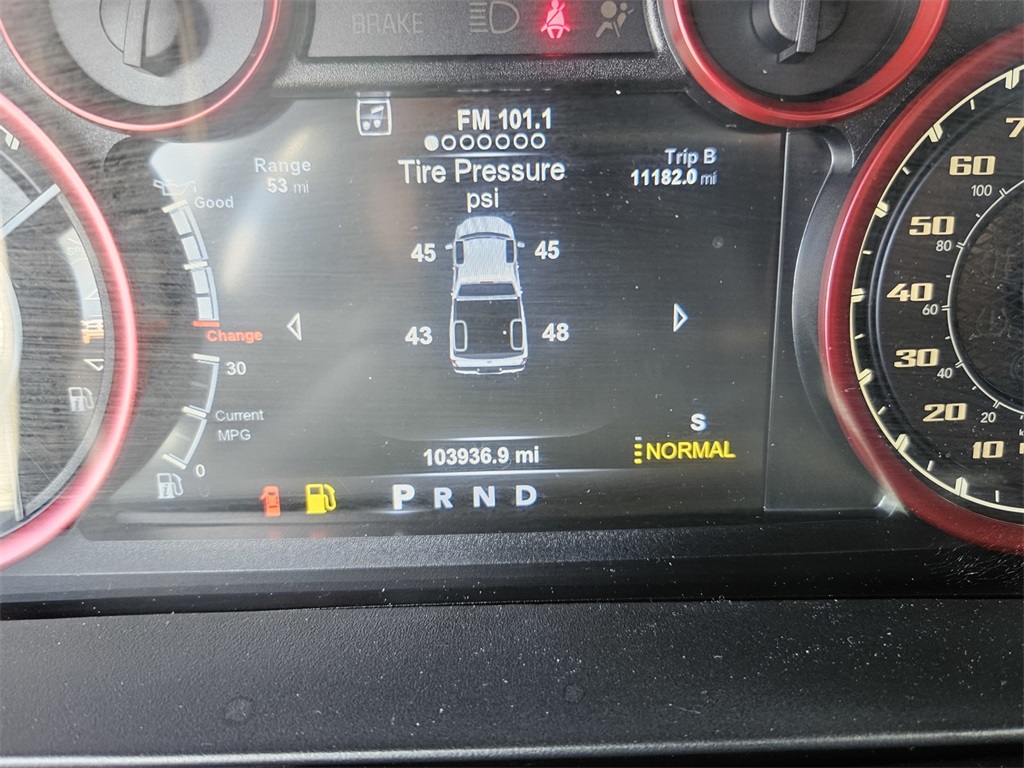 BRAKE
FM 101.1
Range
53 mi
Tire Pressure
psi
Trip B
11182.0 mi
Good
45 45
43 48
Change
30
Current
MPG
0
S
103936.9 mi
NORMAL
P R N D
7
60
100
50
80
40
60
30
40
20
20
10